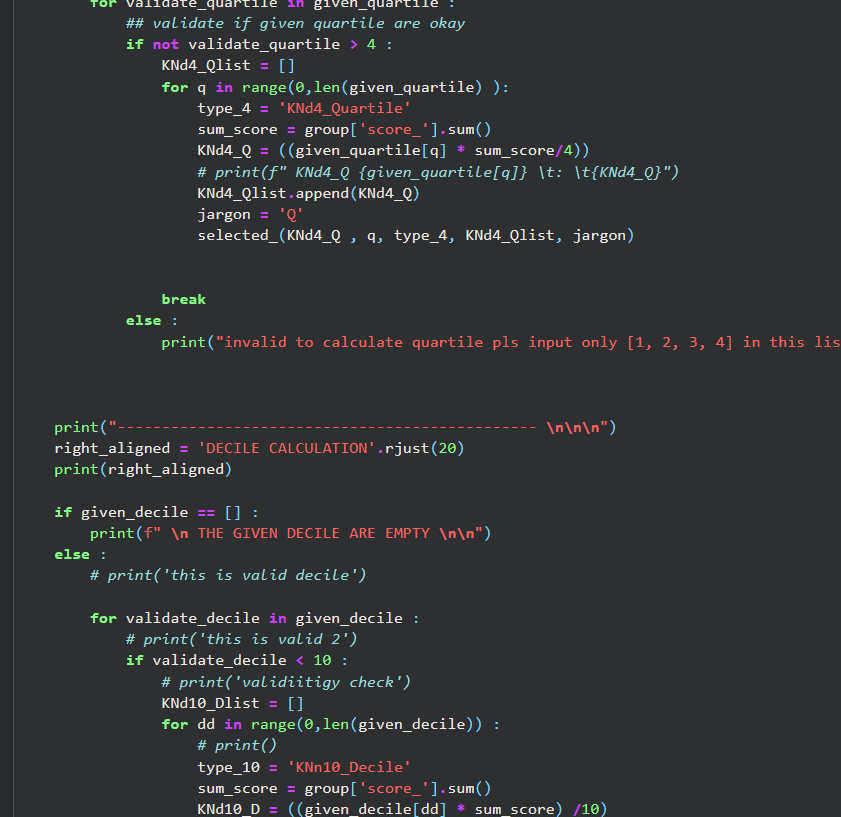 for validate_quartile in given_quartile :
## validate if given quartile are okay
if not validate_quartile > 4 :
KNd4_Qlist = []
for q in range(0,len(given_quartile) ):
type_4 = 'KNd4_Quartile'
sum_score = group['score_'].sum()
KNd4_Q = ((given_quartile[q] * sum_score/4))
# print(f" KNd4_Q {given_quartile[q]} \t: \t{KNd4_Q}")
KNd4_Qlist.append(KNd4_Q)
jargon = 'Q'
selected_(KNd4_Q , q, type_4, KNd4_Qlist, jargon)
break
else :
print("invalid to calculate quartile pls input only [1, 2, 3, 4] in this lis
print("----------------------------------------------- \n\n\n")
right_aligned = 'DECILE CALCULATION'.rjust(20)
print(right_aligned)
if given_decile == [] :
print(f" \n THE GIVEN DECILE ARE EMPTY \n\n")
else :
# print('this is valid decile')
for validate_decile in given_decile :
# print('this is valid 2')
if validate_decile < 10 :
# print('validiitigy check')
KNd10_Dlist = []
for dd in range(0,len(given_decile)) :
# print()
type_10 = 'KNn10_Decile'
sum_score = group['score_'].sum()
KNd10_D = ((given_decile[dd] * sum_score) /10)